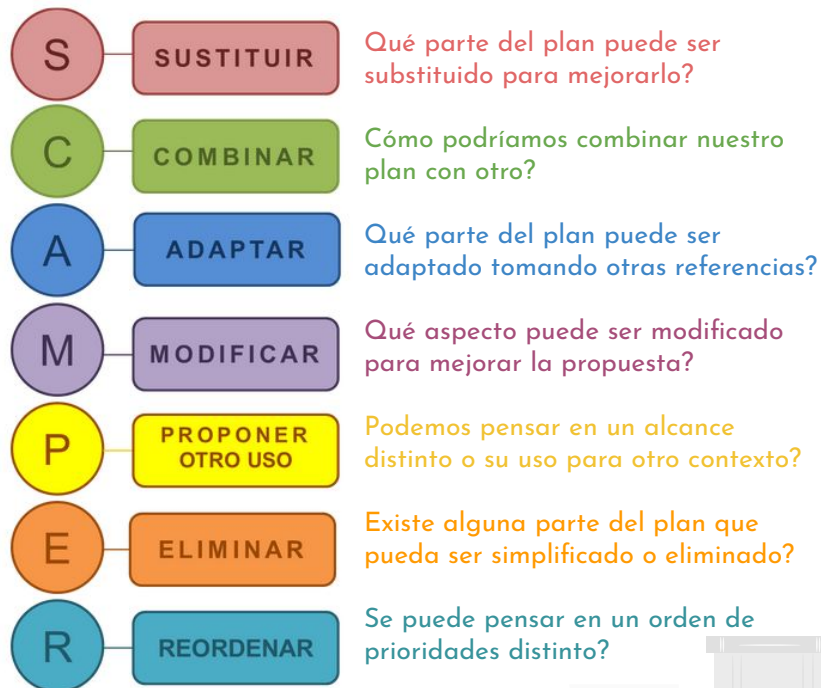 S
SUSTITUIR
Qué parte del plan puede ser
substituido para mejorarlo?
C
COMBINAR
Cómo podríamos combinar nuestro
plan con otro?
A
ADAPTAR
Qué parte del plan puede ser
adaptado tomando otras referencias?
M
MODIFICAR
Qué aspecto puede ser modificado
para mejorar la propuesta?
P
PROPONER
OTRO USO
Podemos pensar en un alcance
distinto o su uso para otro contexto?
E
ELIMINAR
Existe alguna parte del plan que
pueda ser simplificado o eliminado?
R
REORDENAR
Se puede pensar en un orden de
prioridades distinto?